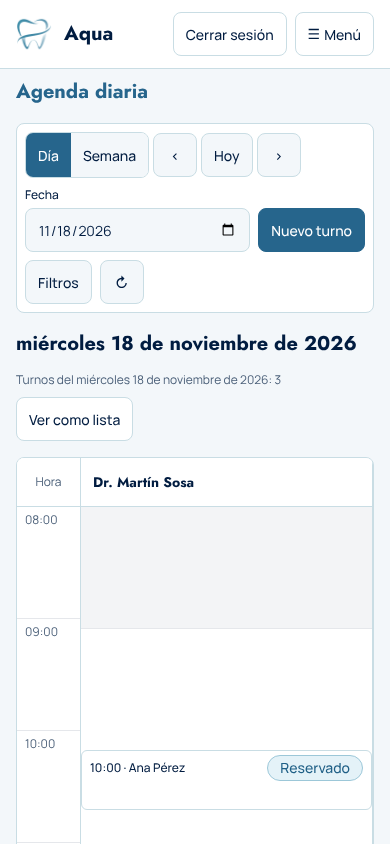 Aqua
Cerrar sesión
☰ Menú
Agenda diaria
Día
Semana
‹
Hoy
›
Fecha
11/18/2026
Nuevo turno
Filtros
↻
miércoles 18 de noviembre de 2026
Turnos del miércoles 18 de noviembre de 2026: 3
Ver como lista
Hora
Dr. Martín Sosa
08:00
09:00
10:00
10:00 · Ana Pérez
Reservado